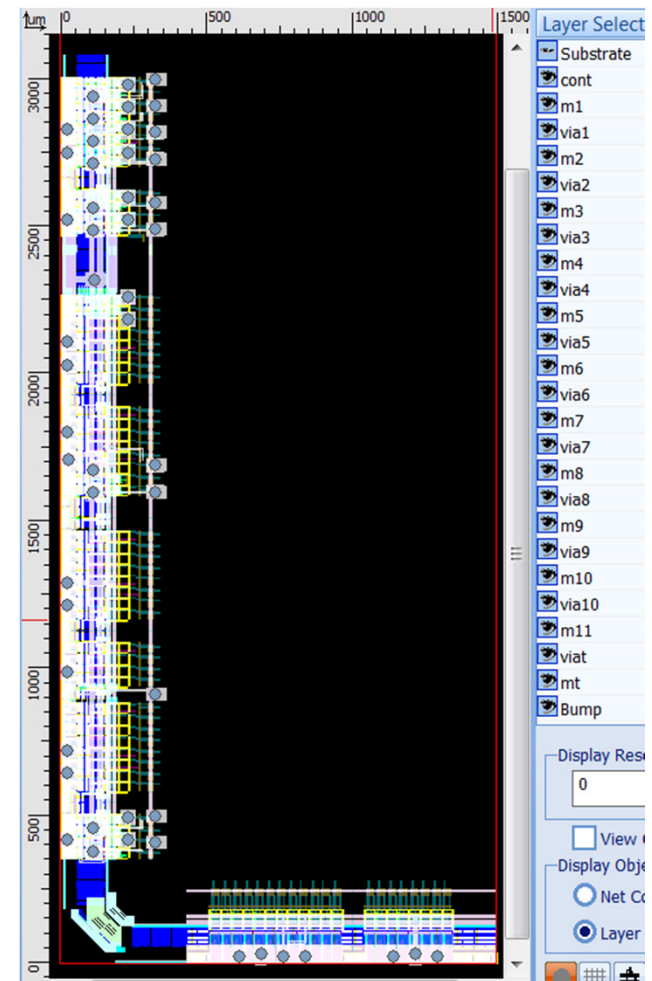 µm 0 500 1000 1500
Layer Select
Substrate
cont
m1
via1
m2
via2
m3
via3
m4
via4
m5
via5
m6
via6
m7
via7
m8
via8
m9
via9
m10
via10
m11
viat
mt
Bump
3000
2500
2000
1500
1000
500
0
Display Res
0
View
Display Obje
Net Co
Layer